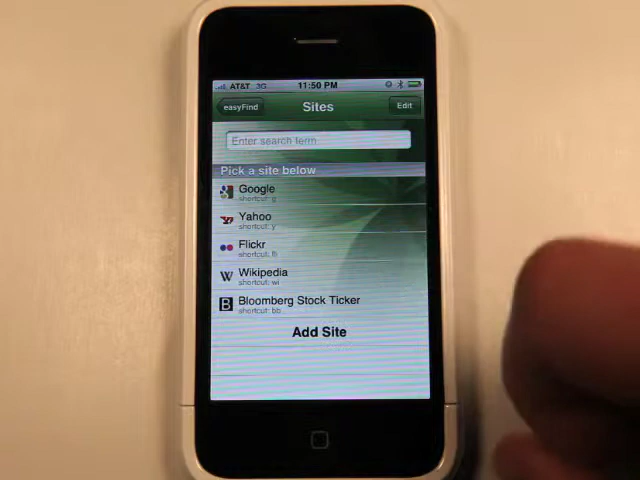 AT&T 3G 11:50 PM
easyFind Sites Edit
Enter search term
Pick a site below
Google
shortcut: g
Yahoo
shortcut: y
Flickr
shortcut: fl
Wikipedia
shortcut: wi
Bloomberg Stock Ticker
shortcut: bb
Add Site